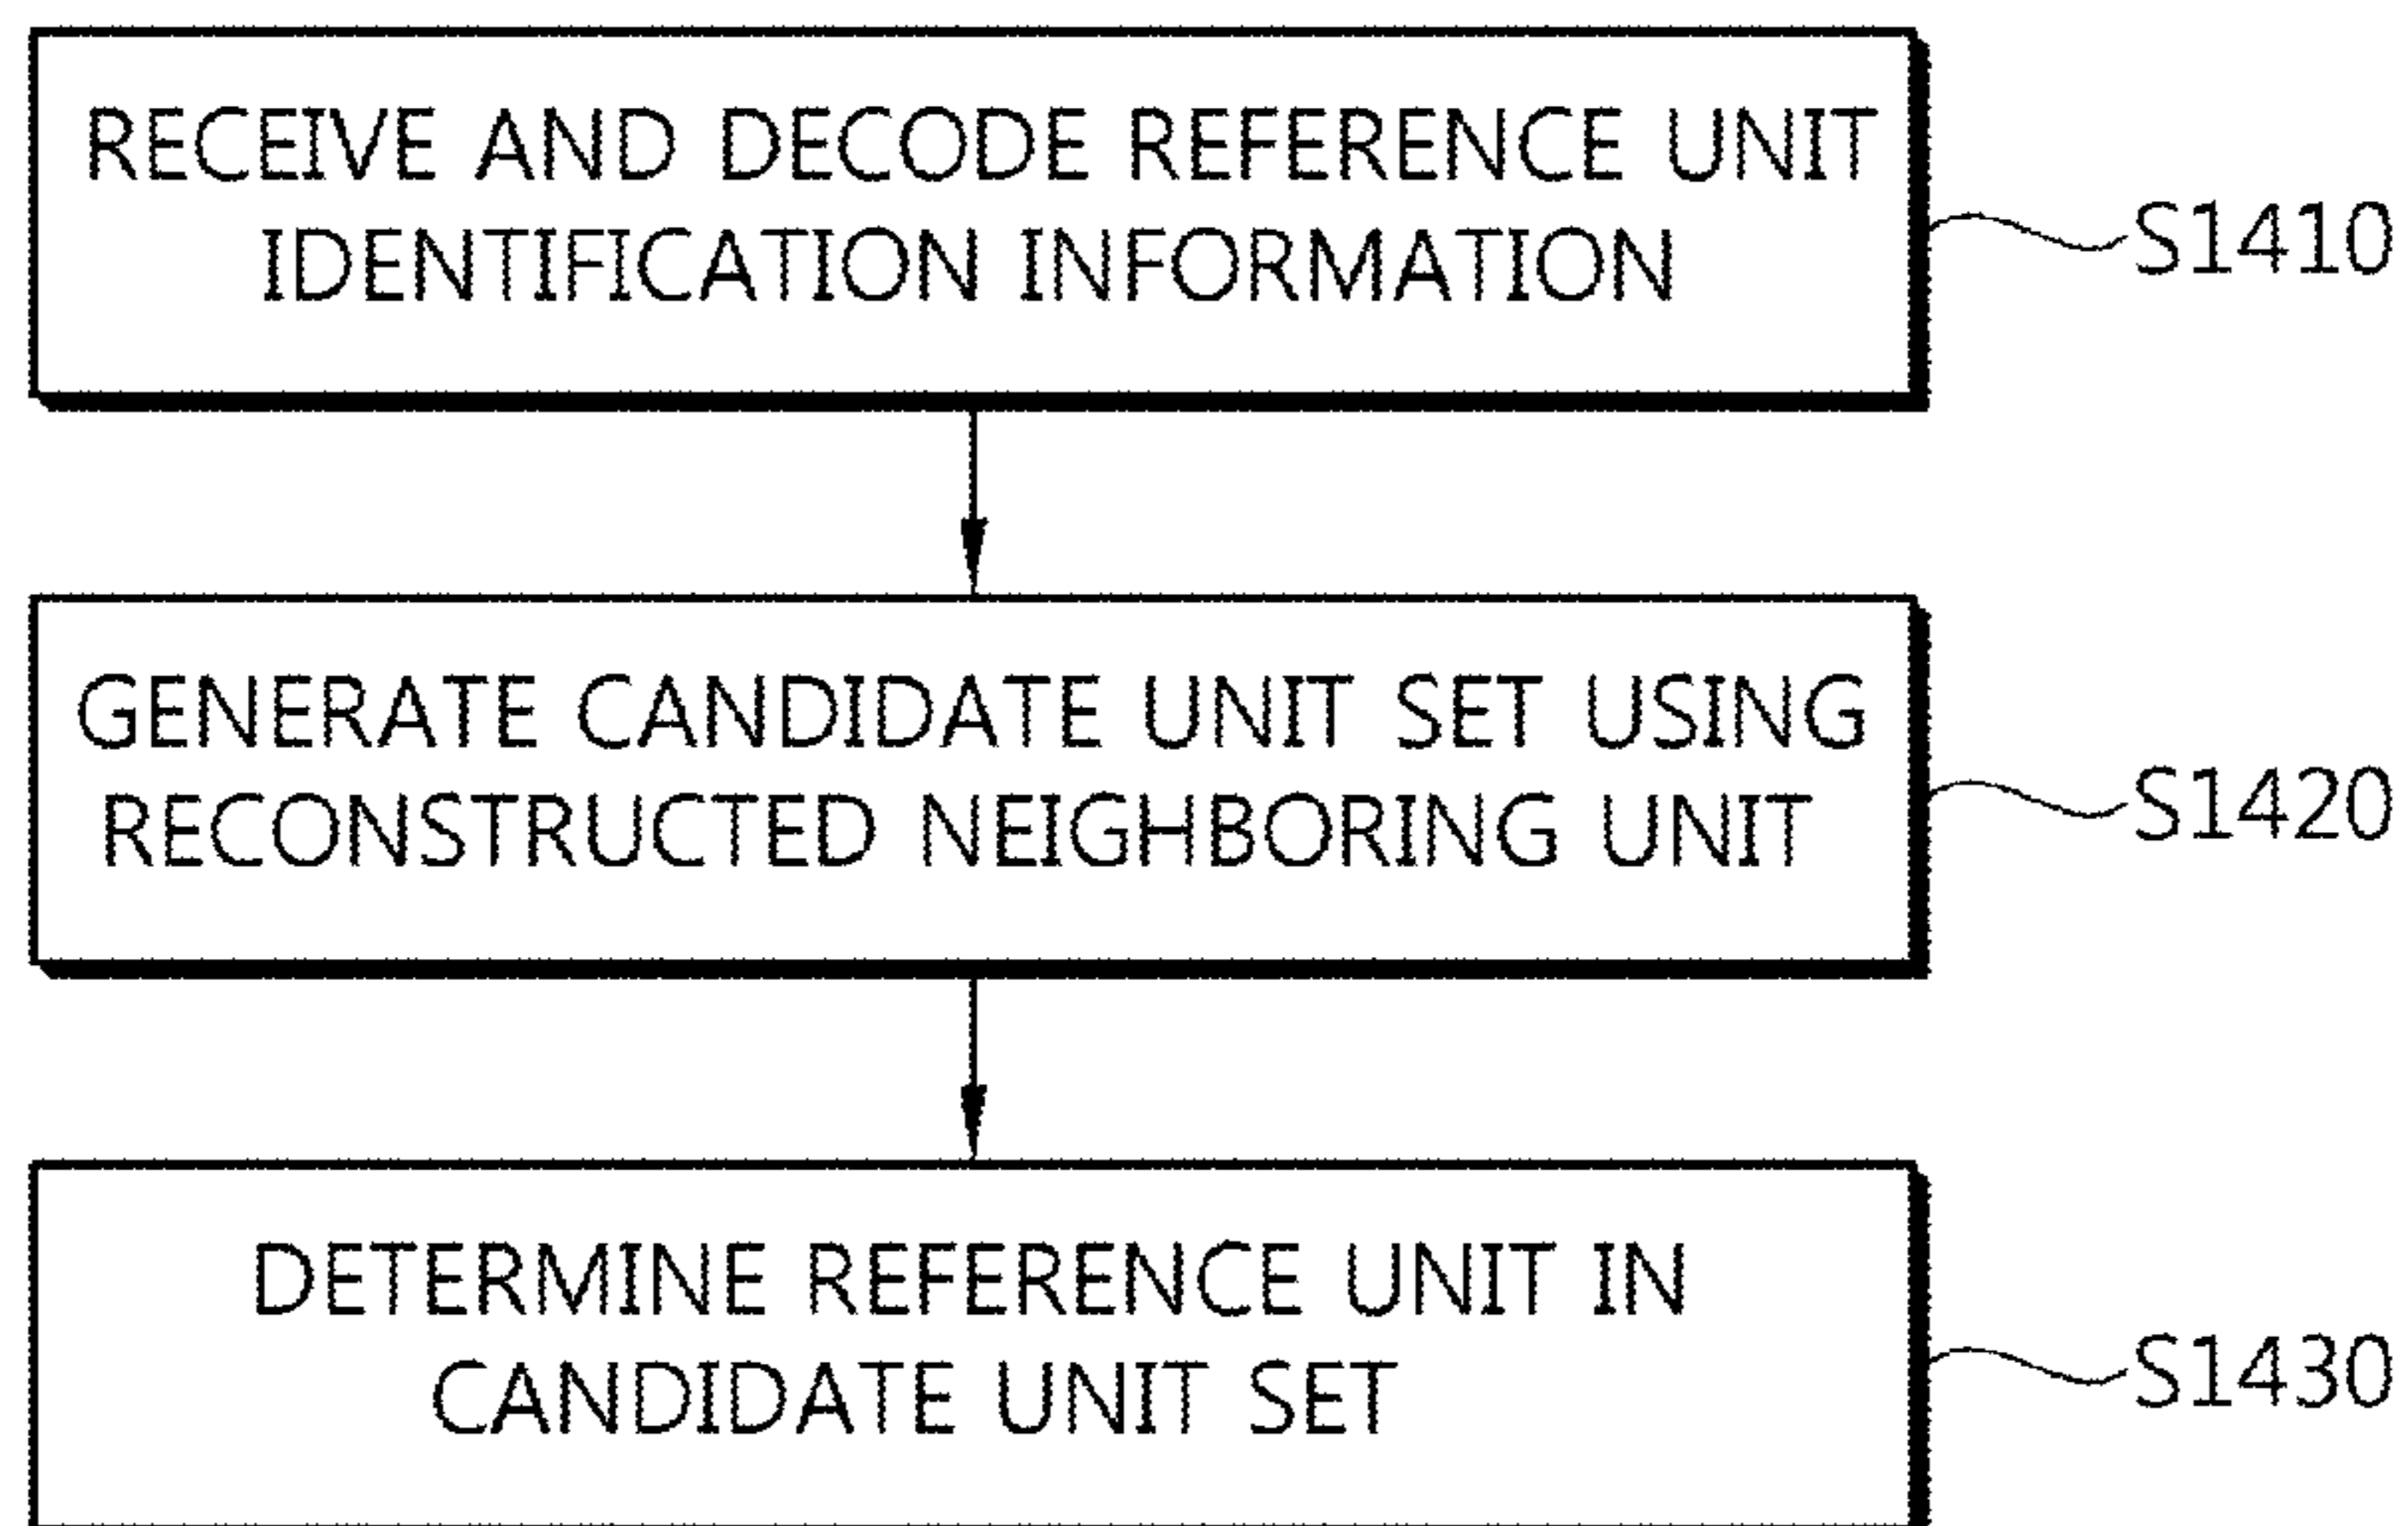 RECEIVE AND DECODE REFERENCE UNIT
IDENTIFICATION INFORMATION
S1410
GENERATE CANDIDATE UNIT SET USING
RECONSTRUCTED NEIGHBORING UNIT
S1420
DETERMINE REFERENCE UNIT IN
CANDIDATE UNIT SET
S1430